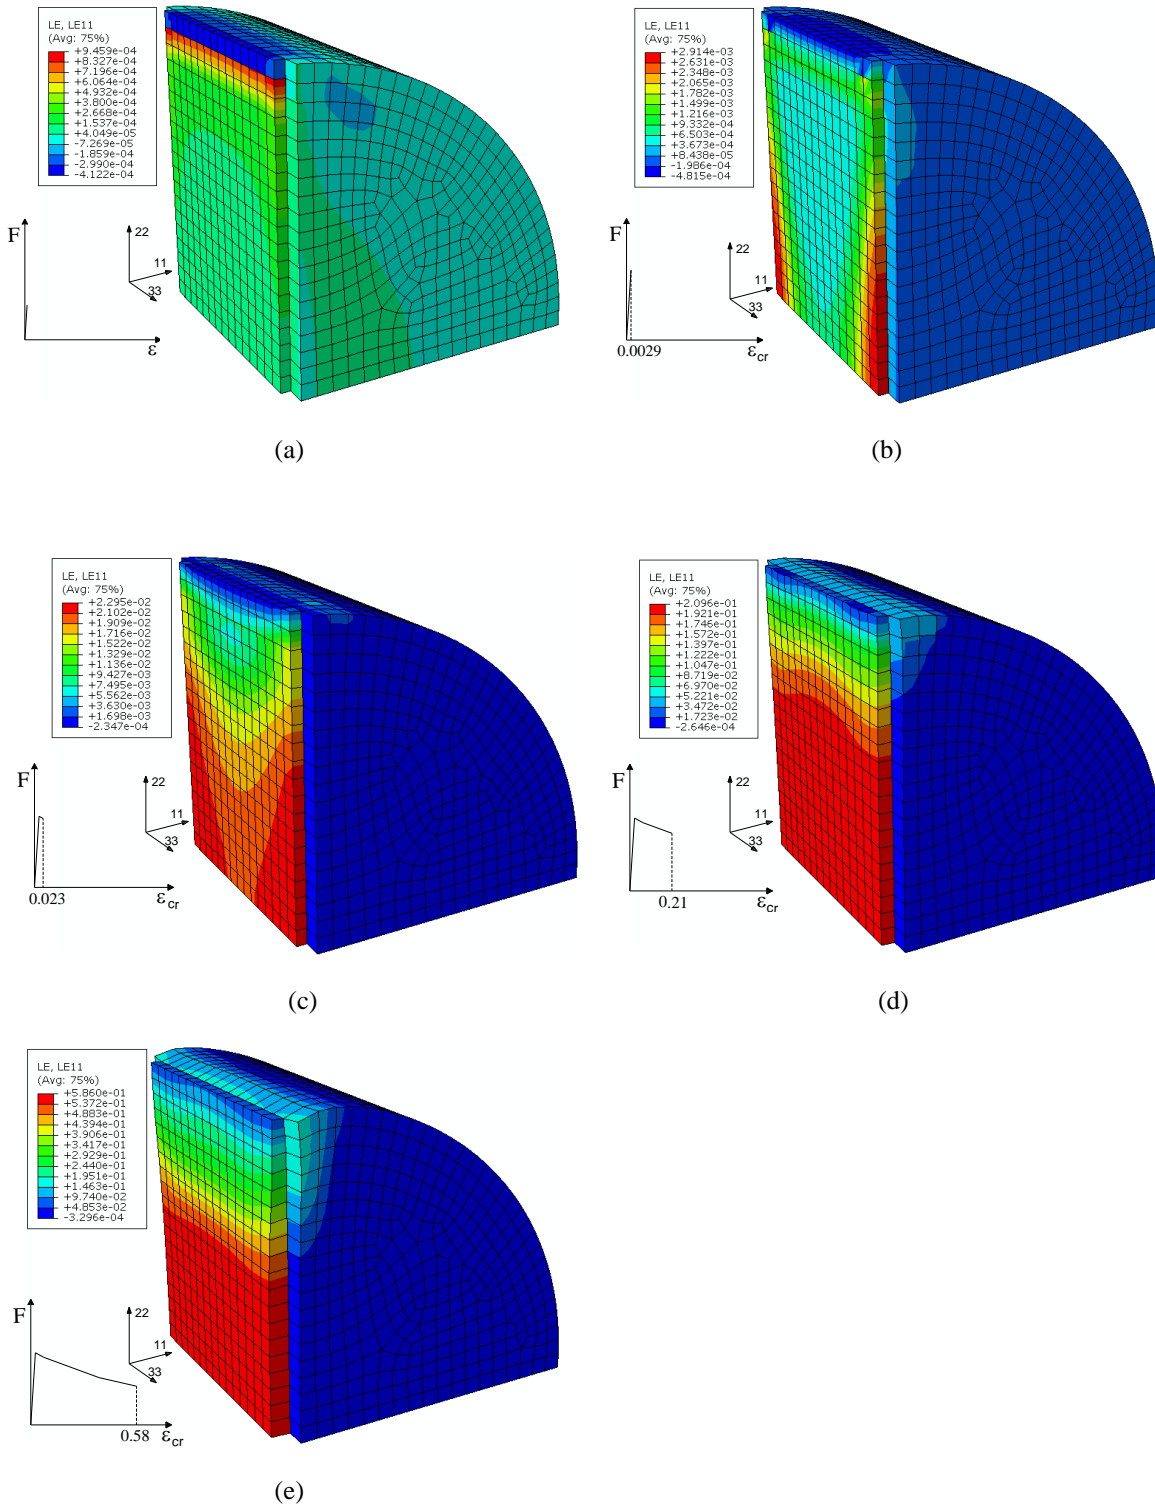 LE, LE11
(Avg: 75%)
+9.459e-04
+8.327e-04
+7.196e-04
+6.064e-04
+4.932e-04
+3.800e-04
+2.668e-04
+1.537e-04
+4.049e-05
-7.269e-05
-1.859e-04
-2.990e-04
-4.122e-04
F
ε
22
11
33
(a)
LE, LE11
(Avg: 75%)
+2.914e-03
+2.631e-03
+2.348e-03
+2.065e-03
+1.782e-03
+1.499e-03
+1.216e-03
+9.332e-04
+6.503e-04
+3.673e-04
+8.438e-05
-1.986e-04
-4.815e-04
F
0.0029
εcr
22
11
33
(b)
LE, LE11
(Avg: 75%)
+2.295e-02
+2.102e-02
+1.909e-02
+1.716e-02
+1.522e-02
+1.329e-02
+1.136e-02
+9.427e-03
+7.495e-03
+5.562e-03
+3.630e-03
+1.698e-03
-2.347e-04
F
0.023
εcr
22
11
33
(c)
LE, LE11
(Avg: 75%)
+2.096e-01
+1.921e-01
+1.746e-01
+1.572e-01
+1.397e-01
+1.222e-01
+1.047e-01
+8.719e-02
+6.970e-02
+5.221e-02
+3.472e-02
+1.723e-02
-2.646e-04
F
0.21
εcr
22
11
33
(d)
LE, LE11
(Avg: 75%)
+5.860e-01
+5.372e-01
+4.883e-01
+4.394e-01
+3.906e-01
+3.417e-01
+2.929e-01
+2.440e-01
+1.951e-01
+1.463e-01
+9.740e-02
+4.853e-02
-3.296e-04
F
0.58
εcr
22
11
33
(e)